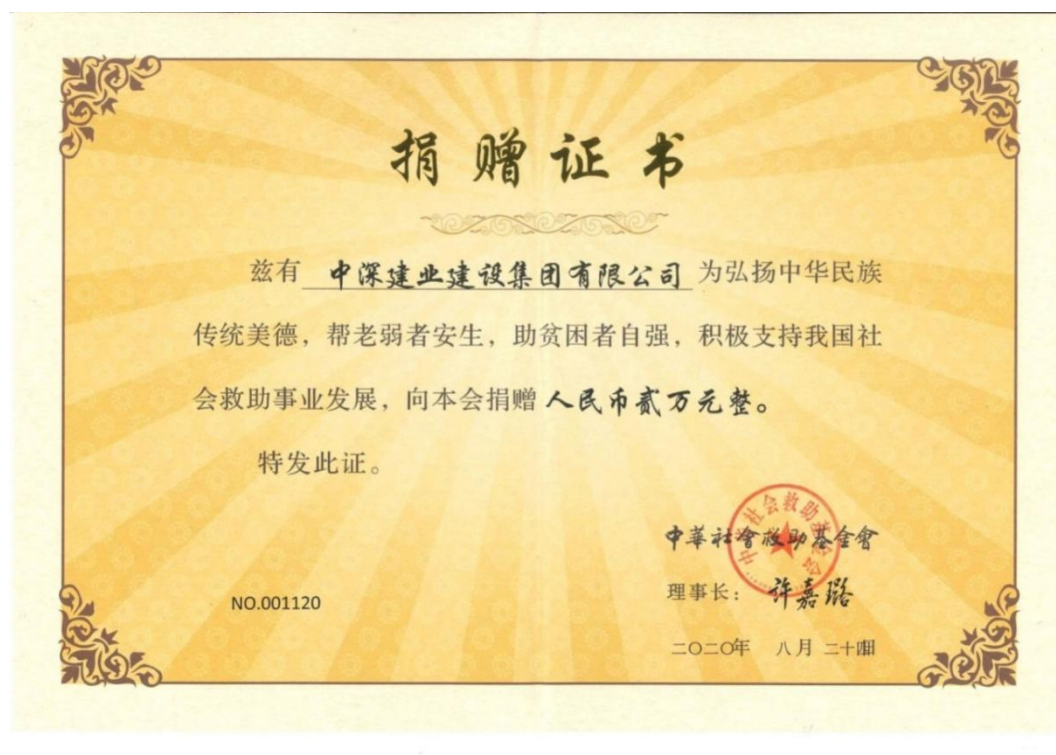 捐赠证书
兹有 中深建业建设集团有限公司 为弘扬中华民族
传统美德，帮老弱者安生，助贫困者自强，积极支持我国社
会救助事业发展，向本会捐赠 人民币贰万元整。
特发此证。
中華社會救助基金會
理事长： 许嘉璐
NO.001120
二〇二〇年 八月 二十四日